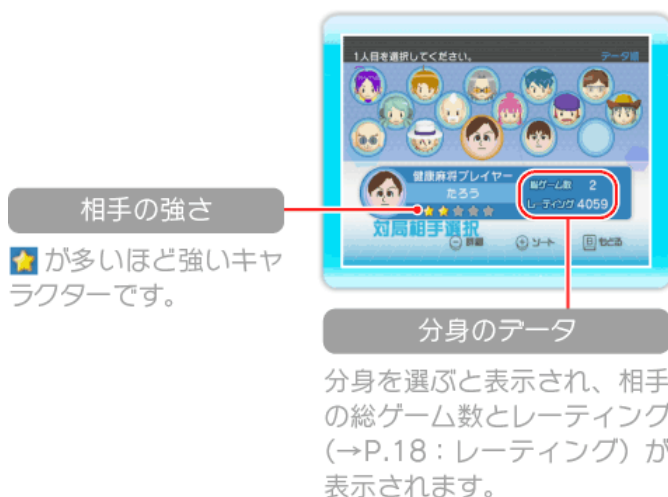 1人目を選択してください。
データ順
健康麻将プレイヤー
たろう
総ゲーム数 2
レーティング 4059
対局相手選択
⊖ 詳細
⊕ ソート
B もどる
相手の強さ
が多いほど強いキャ
ラクターです。
分身のデータ
分身を選ぶと表示され、相手
の総ゲーム数とレーティング
(→P.18：レーティング）が
表示されます。